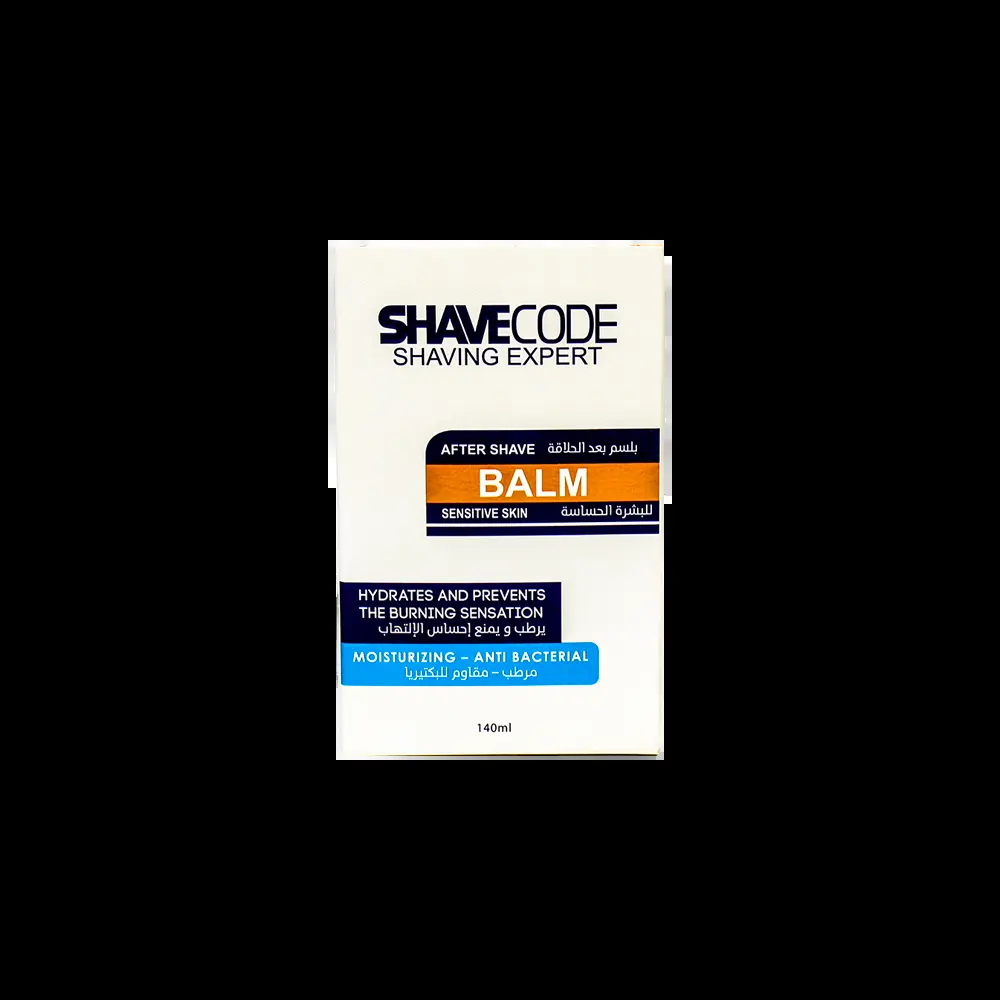 SHAVECODE
SHAVING EXPERT
AFTER SHAVE بلسم بعد الحلاقة
BALM
SENSITIVE SKIN للبشرة الحساسة
HYDRATES AND PREVENTS
THE BURNING SENSATION
يرطب و يمنع إحساس الإلتهاب
MOISTURIZING – ANTI BACTERIAL
مرطب – مقاوم للبكتيريا
140ml